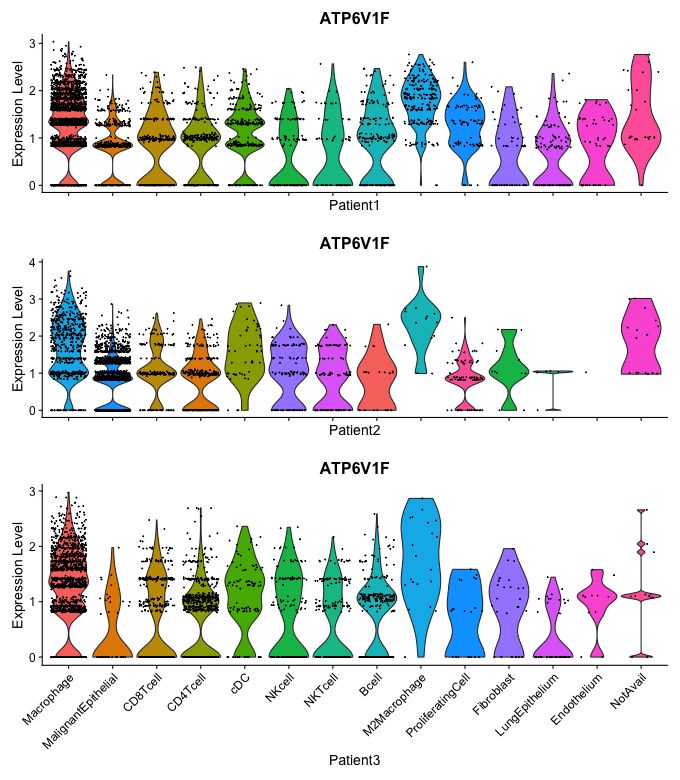 ATP6V1F
Expression Level
3
2
1
0
Patient1
ATP6V1F
Expression Level
4
3
2
1
0
Patient2
ATP6V1F
Expression Level
3
2
1
0
Macrophage
MalignantEpithelial
CD8Tcell
CD4Tcell
cDC
NKcell
NKTcell
Bcell
M2Macrophage
ProliferatingCell
Fibroblast
LungEpithelium
Endothelium
NotAvail
Patient3